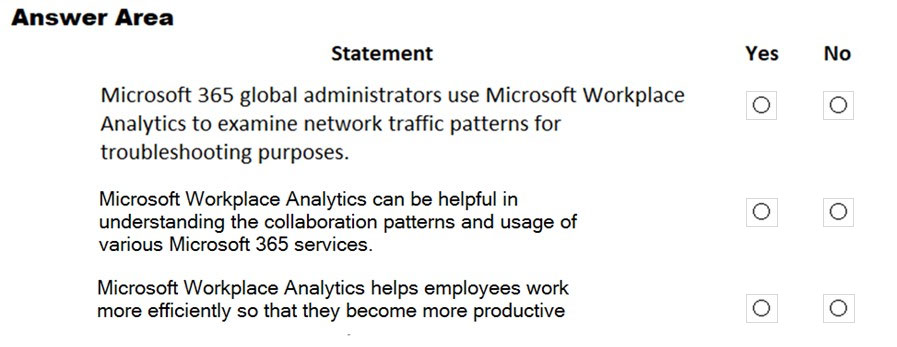 Answer Area
Statement Yes No
Microsoft 365 global administrators use Microsoft Workplace
Analytics to examine network traffic patterns for
troubleshooting purposes.
Microsoft Workplace Analytics can be helpful in
understanding the collaboration patterns and usage of
various Microsoft 365 services.
Microsoft Workplace Analytics helps employees work
more efficiently so that they become more productive